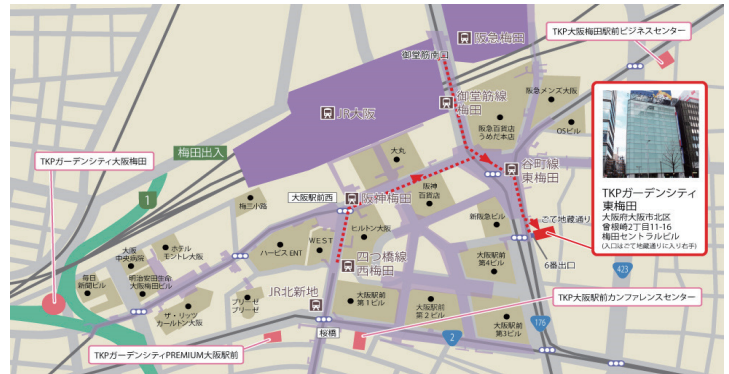 阪急梅田
TKP大阪梅田駅前ビジネスセンター
御堂筋南口
御堂筋線
梅田
阪急メンズ大阪
OSビル
阪急百貨店
うめだ本店
JR大阪
梅田出入
TKPガーデンシティ大阪梅田
1
大丸
谷町線
東梅田
TKPガーデンシティ
東梅田
大阪府大阪市北区
曾根崎2丁目11-16
梅田セントラルビル
(入口はこて地蔵通りに入り右手)
大阪駅前西
阪神梅田
阪神
百貨店
梅三小路
こて地蔵通り
新阪急ビル
ヒルトン大阪
WEST
ハービス ENT
ホテル
モントレ大阪
大阪
中央病院
四つ橋線
西梅田
大阪駅前
第4ビル
6番出口
423
毎日
新聞ビル
明治安田生命
大阪梅田ビル
ザ・リッツ
カールトン大阪
ブリーゼ
ブリーゼ
JR北新地
大阪駅前
第1ビル
大阪駅前
第2ビル
大阪駅前
第3ビル
TKP大阪駅前カンファレンスセンター
176
2
桜橋
TKPガーデンシティPREMIUM大阪駅前